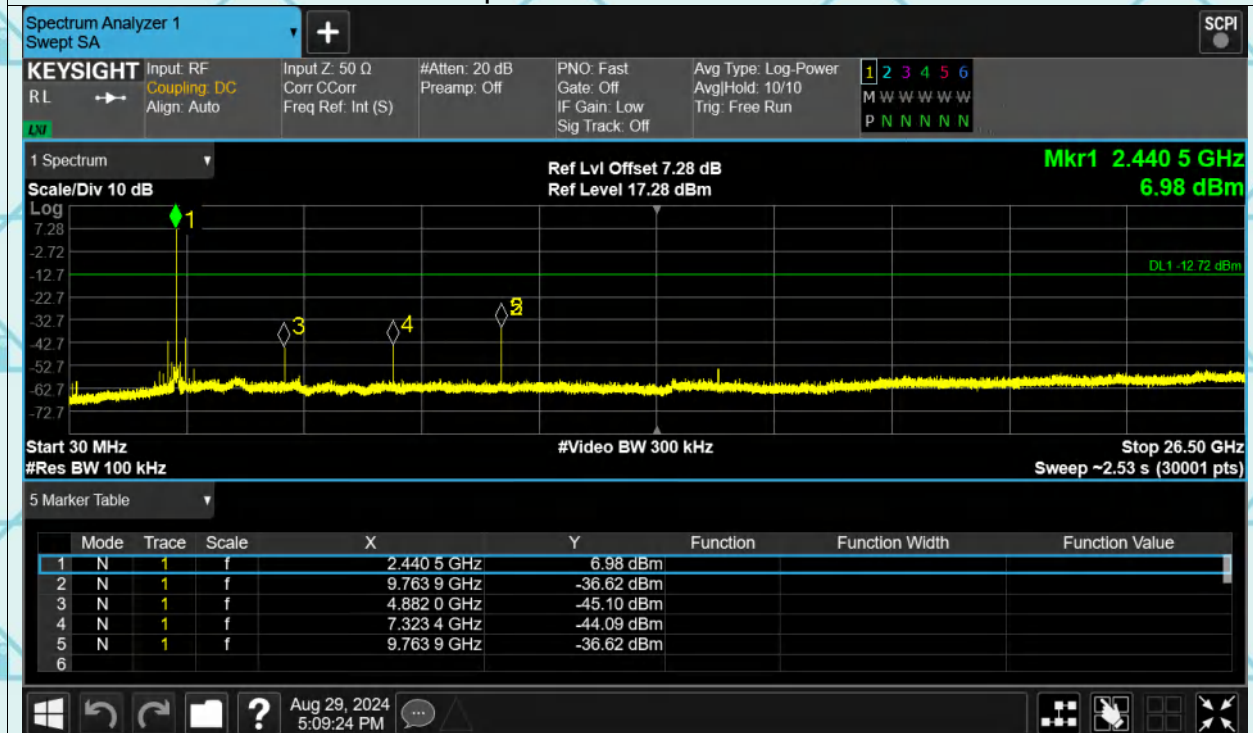 Spectrum Analyzer 1
Swept SA
+
SCPI
KEYSIGHT
RL
LXI
Input: RF
Coupling: DC
Align: Auto
Input Z: 50 Ω
Corr CCorr
Freq Ref: Int (S)
#Atten: 20 dB
Preamp: Off
PNO: Fast
Gate: Off
IF Gain: Low
Sig Track: Off
Avg Type: Log-Power
Avg|Hold: 10/10
Trig: Free Run
1 2 3 4 5 6
M W W W W W
P N N N N N
1 Spectrum
Scale/Div 10 dB
Ref Lvl Offset 7.28 dB
Ref Level 17.28 dBm
Mkr1 2.440 5 GHz
6.98 dBm
Log
7.28
-2.72
-12.7
-22.7
-32.7
-42.7
-52.7
-62.7
-72.7
1
3
4
DL1 -12.72 dBm
Start 30 MHz
#Video BW 300 kHz
Stop 26.50 GHz
#Res BW 100 kHz
Sweep ~2.53 s (30001 pts)
5 Marker Table
Mode Trace Scale X Y Function Function Width Function Value
1 N 1 f 2.440 5 GHz 6.98 dBm
2 N 1 f 9.763 9 GHz -36.62 dBm
3 N 1 f 4.882 0 GHz -45.10 dBm
4 N 1 f 7.323 4 GHz -44.09 dBm
5 N 1 f 9.763 9 GHz -36.62 dBm
6
?
Aug 29, 2024
5:09:24 PM